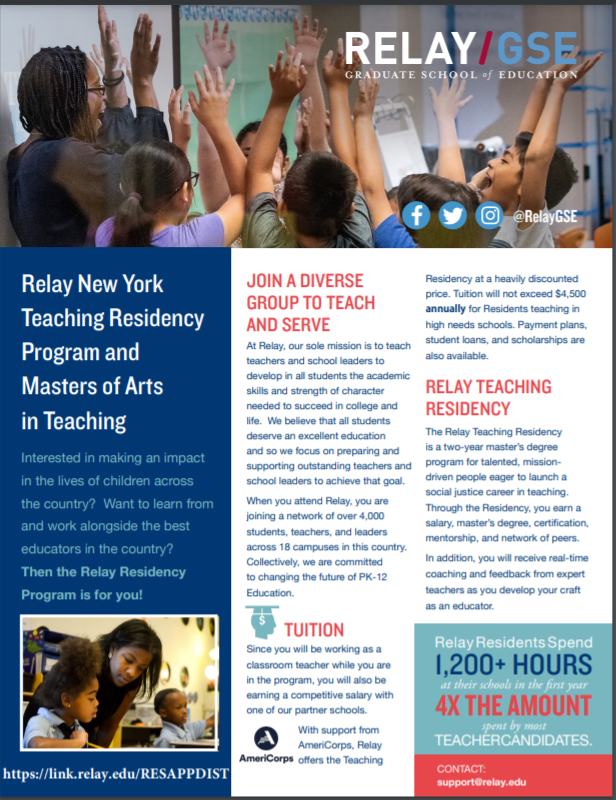 RELAY/GSE
GRADUATE SCHOOL of EDUCATION
@RelayGSE
Relay New York
Teaching Residency
Program and
Masters of Arts
in Teaching
Interested in making an impact
in the lives of children across
the country? Want to learn from
and work alongside the best
educators in the country?
Then the Relay Residency
Program is for you!
https://link.relay.edu/RESAPPDIST
JOIN A DIVERSE
GROUP TO TEACH
AND SERVE
At Relay, our sole mission is to teach
teachers and school leaders to
develop in all students the academic
skills and strength of character
needed to succeed in college and
life. We believe that all students
deserve an excellent education
and so we focus on preparing and
supporting outstanding teachers and
school leaders to achieve that goal.
When you attend Relay, you are
joining a network of over 4,000
students, teachers, and leaders
across 18 campuses in this country.
Collectively, we are committed
to changing the future of PK-12
Education.
$
TUITION
Since you will be working as a
classroom teacher while you are
in the program, you will also be
earning a competitive salary with
one of our partner schools.
AmeriCorps
With support from
AmeriCorps, Relay
offers the Teaching
Residency at a heavily discounted
price. Tuition will not exceed $4,500
annually for Residents teaching in
high needs schools. Payment plans,
student loans, and scholarships are
also available.
RELAY TEACHING
RESIDENCY
The Relay Teaching Residency
is a two-year master's degree
program for talented, mission-
driven people eager to launch a
social justice career in teaching.
Through the Residency, you earn a
salary, master's degree, certification,
mentorship, and network of peers.
In addition, you will receive real-time
coaching and feedback from expert
teachers as you develop your craft
as an educator.
Relay Residents Spend
1,200+ HOURS
at their schools in the first year
4X THE AMOUNT
spent by most
TEACHERCANDIDATES.
CONTACT:
support@relay.edu